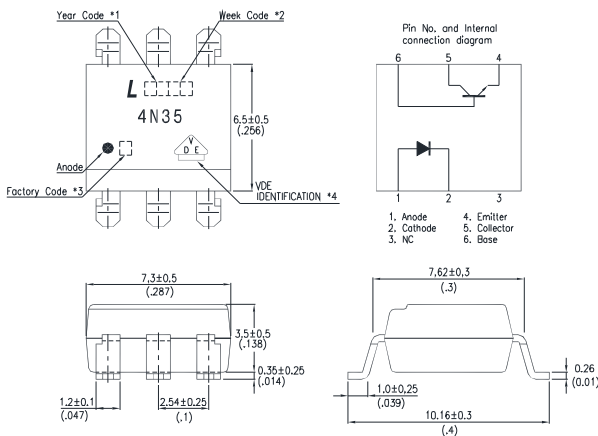 Year Code *1
Week Code *2
L
4N35
V
D E
Anode
Factory Code *3
VDE
IDENTIFICATION *4
6.5±0.5
(.256)
Pin No. and Internal
connection diagram
6 5 4
1 2 3
1. Anode 4. Emitter
2. Cathode 5. Collector
3. NC 6. Base
7,3±0.5
(.287)
3,5±0,5
(.138)
0.35±0.25
(.014)
1.2±0.1
(.047)
2.54±0.25
(.1)
7,62±0,3
(.3)
1.0±0,25
(.039)
10.16±0.3
(.4)
0.26
(0.01)